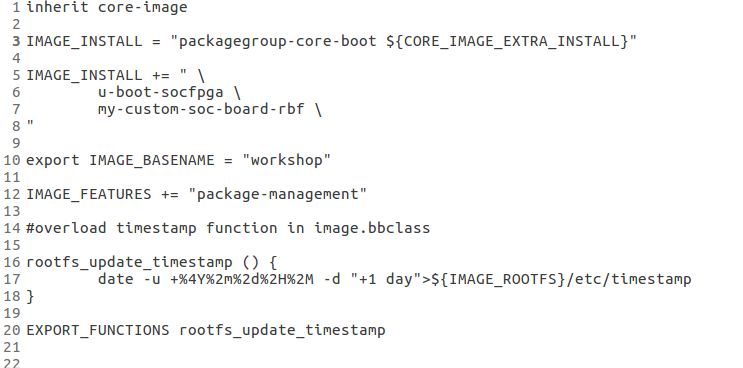 1 inherit core-image
2
3 IMAGE_INSTALL = "packagegroup-core-boot ${CORE_IMAGE_EXTRA_INSTALL}"
4
5 IMAGE_INSTALL += " \
6         u-boot-socfpga \
7         my-custom-soc-board-rbf \
8 "
9
10 export IMAGE_BASENAME = "workshop"
11
12 IMAGE_FEATURES += "package-management"
13
14 #overload timestamp function in image.bbclass
15
16 rootfs_update_timestamp () {
17         date -u +%4Y%2m%2d%2H%2M -d "+1 day">${IMAGE_ROOTFS}/etc/timestamp
18 }
19
20 EXPORT_FUNCTIONS rootfs_update_timestamp
21
22